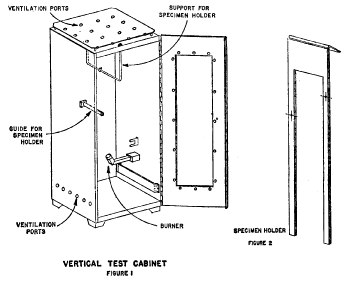 VENTILATION PORTS
SUPPORT FOR
SPECIMEN HOLDER
GUIDE FOR
SPECIMEN
HOLDER
VENTILATION
PORTS
BURNER
SPECIMEN HOLDER
FIGURE 2
VERTICAL TEST CABINET
FIGURE 1